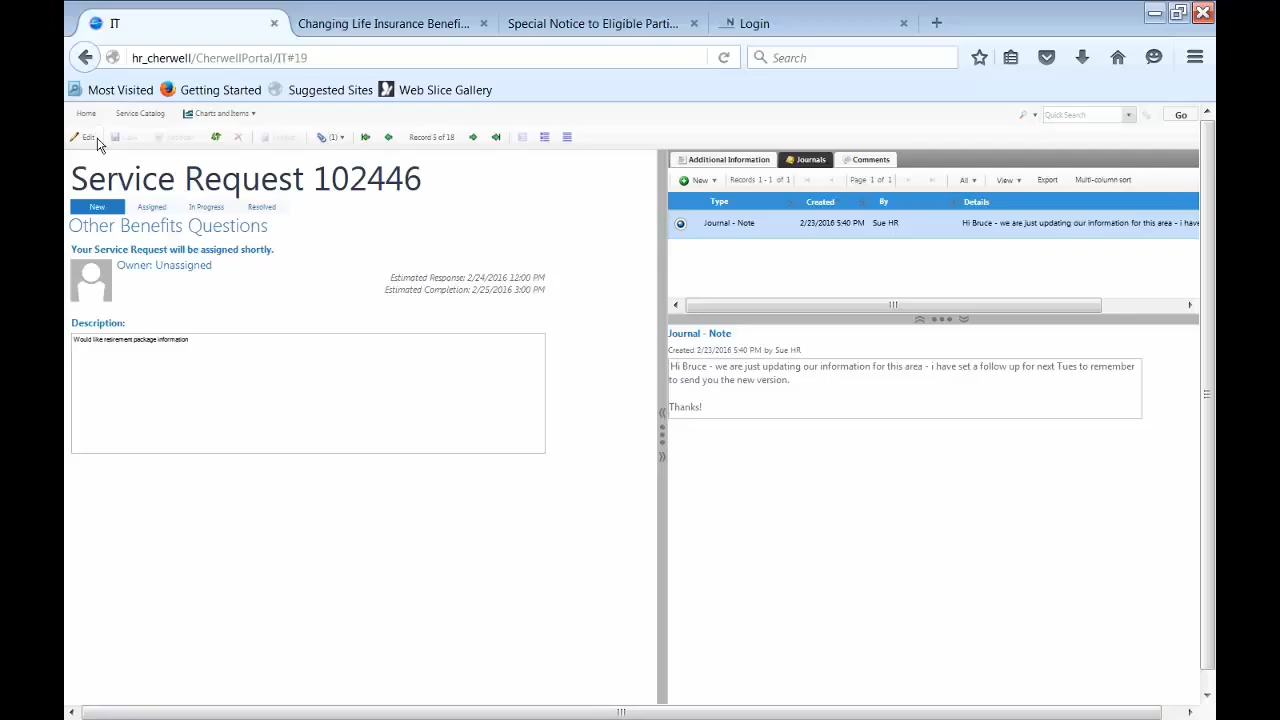 IT
Changing Life Insurance Benefi...
Special Notice to Eligible Parti...
N Login
hr_cherwell/CherwellPortal/IT#19
Search
Most Visited
Getting Started
Suggested Sites
Web Slice Gallery
Home
Service Catalog
Charts and Items
Quick Search
Go
Edit
(1)
Record 5 of 18
Service Request 102446
New
Assigned
In Progress
Resolved
Other Benefits Questions
Your Service Request will be assigned shortly.
Owner: Unassigned
Estimated Response: 2/24/2016 12:00 PM
Estimated Completion: 2/25/2016 3:00 PM
Description:
Would like retirement package information
Additional Information
Journals
Comments
New
Records 1 - 1 of 1
Page 1 of 1
All
View
Export
Multi-column sort
Type
Created
By
Details
Journal - Note
2/23/2016 5:40 PM
Sue HR
Hi Bruce - we are just updating our information for this area - i have
Journal - Note
Created 2/23/2016 5:40 PM by Sue HR
Hi Bruce - we are just updating our information for this area - i have set a follow up for next Tues to remember
to send you the new version.
Thanks!